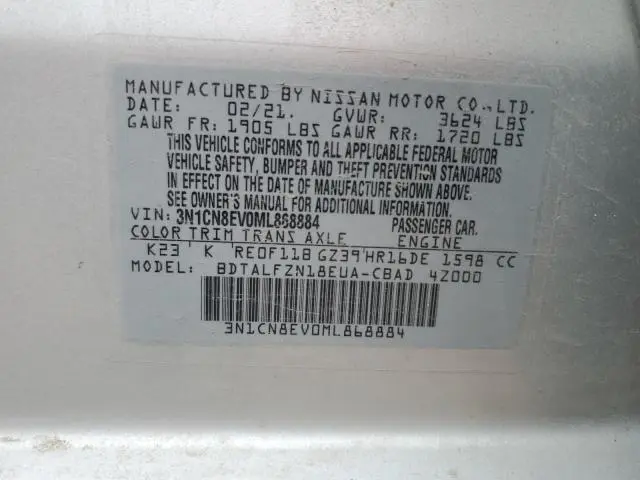 MANUFACTURED BY NISSAN MOTOR CO., LTD.
DATE: 02/21. GVWR: 3624 LBS
GAWR FR: 1905 LBS GAWR RR: 1720 LBS
THIS VEHICLE CONFORMS TO ALL APPLICABLE FEDERAL MOTOR
VEHICLE SAFETY, BUMPER AND THEFT PREVENTION STANDARDS
IN EFFECT ON THE DATE OF MANUFACTURE SHOWN ABOVE.
SEE OWNER'S MANUAL FOR ADDITIONAL INFORMATION.
VIN: 3N1CN8EV0ML868884 PASSENGER CAR.
COLOR TRIM TRANS AXLE ENGINE
K23 K RE0F11B GZ39 HR16DE 1598 CC
MODEL: BDTALFZN18EUA-CBAD 4Z000
3N1CN8EV0ML868884